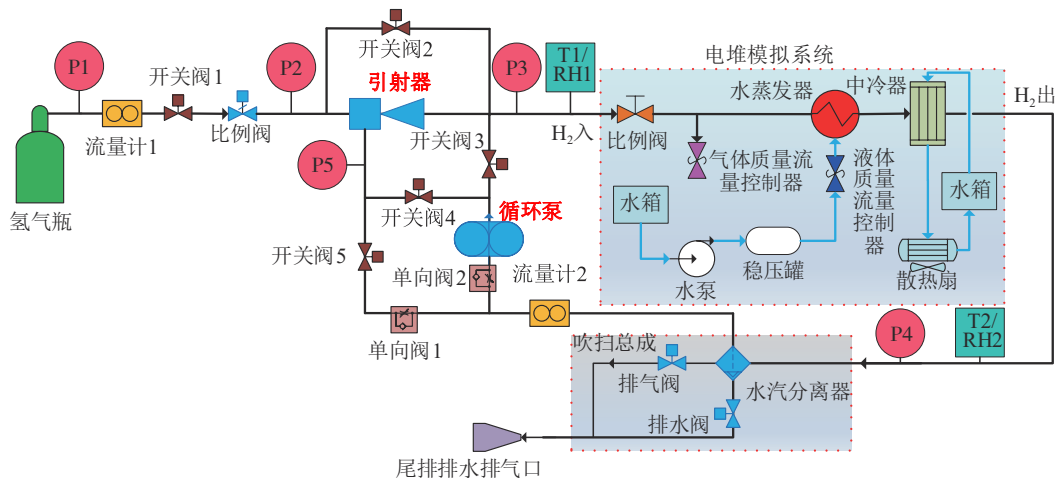 开关阀2
P1
开关阀1
P2
引射器
P3
T1/
RH1
电堆模拟系统
水蒸发器
中冷器
H₂出
流量计1
比例阀
开关阀3
H₂入
比例阀
气体质量流
量控制器
液体
质量
流量
控制
器
P5
开关阀4
循环泵
水箱
水箱
氢气瓶
开关阀5
单向阀2
流量计2
水泵
稳压罐
散热扇
单向阀1
吹扫总成
P4
T2/
RH2
排气阀
水汽分离器
排水阀
尾排排水排气口